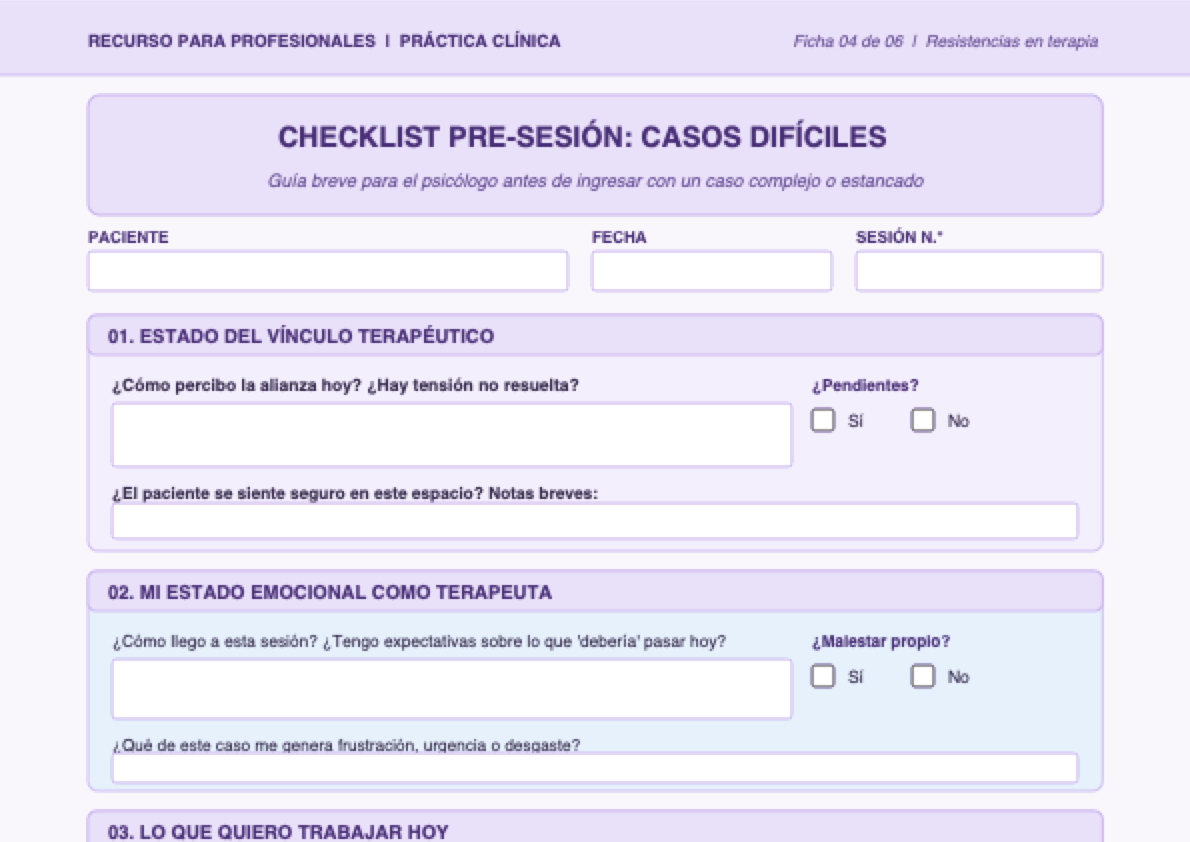 RECURSO PARA PROFESIONALES | PRÁCTICA CLÍNICA
Ficha 04 de 06 | Resistencias en terapia
CHECKLIST PRE-SESIÓN: CASOS DIFÍCILES
Guía breve para el psicólogo antes de ingresar con un caso complejo o estancado
PACIENTE FECHA SESIÓN N.°
01. ESTADO DEL VÍNCULO TERAPÉUTICO
¿Cómo percibo la alianza hoy? ¿Hay tensión no resuelta? ¿Pendientes?
Sí No
¿El paciente se siente seguro en este espacio? Notas breves:
02. MI ESTADO EMOCIONAL COMO TERAPEUTA
¿Cómo llego a esta sesión? ¿Tengo expectativas sobre lo que 'debería' pasar hoy? ¿Malestar propio?
Sí No
¿Qué de este caso me genera frustración, urgencia o desgaste?
03. LO QUE QUIERO TRABAJAR HOY